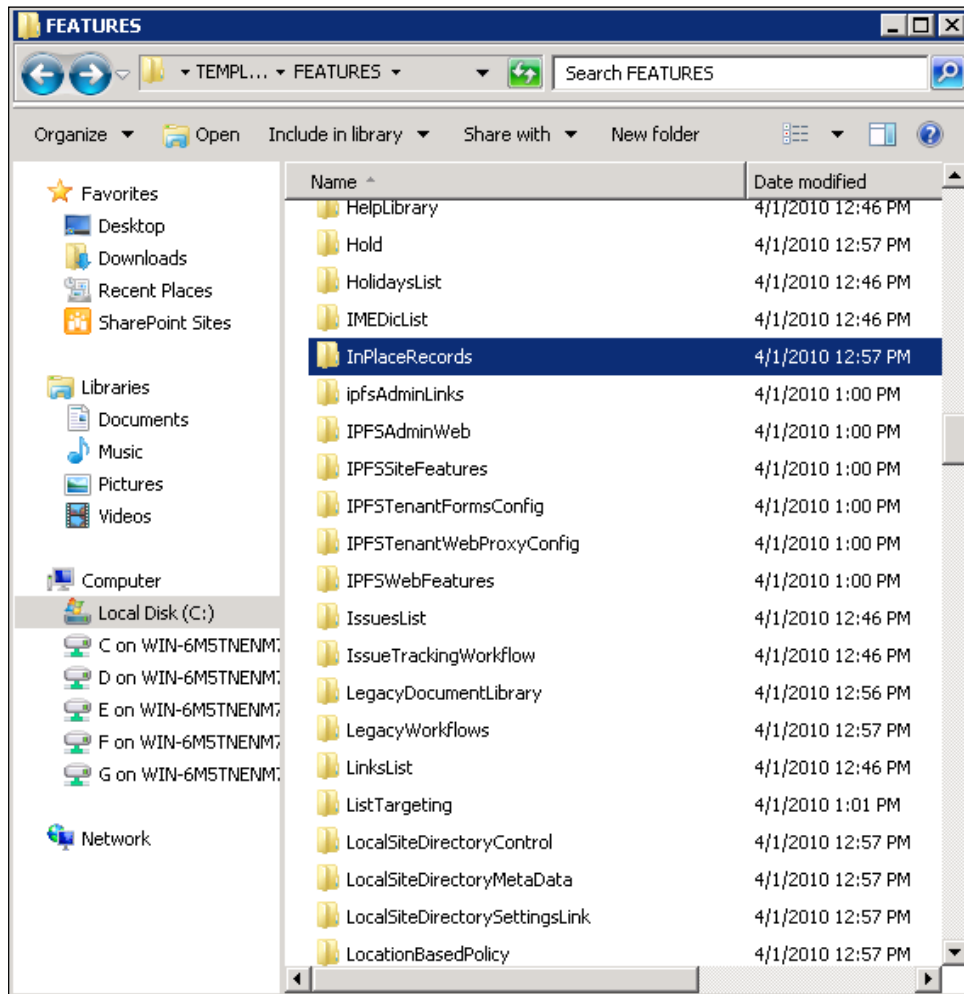 FEATURES
TEMPL... FEATURES
Search FEATURES
Organize Open Include in library Share with New folder
Favorites
Desktop
Downloads
Recent Places
SharePoint Sites
Libraries
Documents
Music
Pictures
Videos
Computer
Local Disk (C:)
C on WIN-6M5TNENM7
D on WIN-6M5TNENM7
E on WIN-6M5TNENM7
F on WIN-6M5TNENM7
G on WIN-6M5TNENM7
Network
Name Date modified
HelpLibrary 4/1/2010 12:46 PM
Hold 4/1/2010 12:57 PM
HolidaysList 4/1/2010 12:46 PM
IMEDicList 4/1/2010 12:46 PM
InPlaceRecords 4/1/2010 12:57 PM
ipfsAdminLinks 4/1/2010 1:00 PM
IPFSAdminWeb 4/1/2010 1:00 PM
IPFSSiteFeatures 4/1/2010 1:00 PM
IPFSTenantFormsConfig 4/1/2010 1:00 PM
IPFSTenantWebProxyConfig 4/1/2010 1:00 PM
IPFSWebFeatures 4/1/2010 1:00 PM
IssuesList 4/1/2010 12:46 PM
IssueTrackingWorkflow 4/1/2010 12:46 PM
LegacyDocumentLibrary 4/1/2010 12:56 PM
LegacyWorkflows 4/1/2010 12:57 PM
LinksList 4/1/2010 12:46 PM
ListTargeting 4/1/2010 1:01 PM
LocalSiteDirectoryControl 4/1/2010 12:57 PM
LocalSiteDirectoryMetaData 4/1/2010 12:57 PM
LocalSiteDirectorySettingsLink 4/1/2010 12:57 PM
LocationBasedPolicy 4/1/2010 12:57 PM